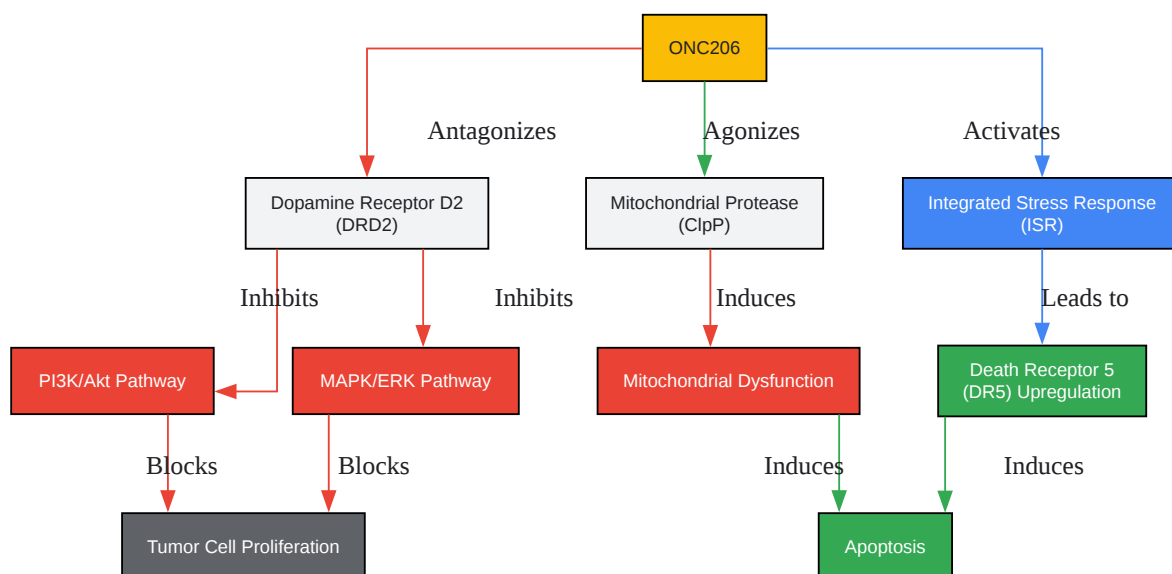 ONC206
Antagonizes
Agonizes
Activates
Dopamine Receptor D2
(DRD2)
Mitochondrial Protease
(ClpP)
Integrated Stress Response
(ISR)
Inhibits
Inhibits
Induces
Leads to
PI3K/Akt Pathway
MAPK/ERK Pathway
Mitochondrial Dysfunction
Death Receptor 5
(DR5) Upregulation
Blocks
Blocks
Induces
Induces
Tumor Cell Proliferation
Apoptosis